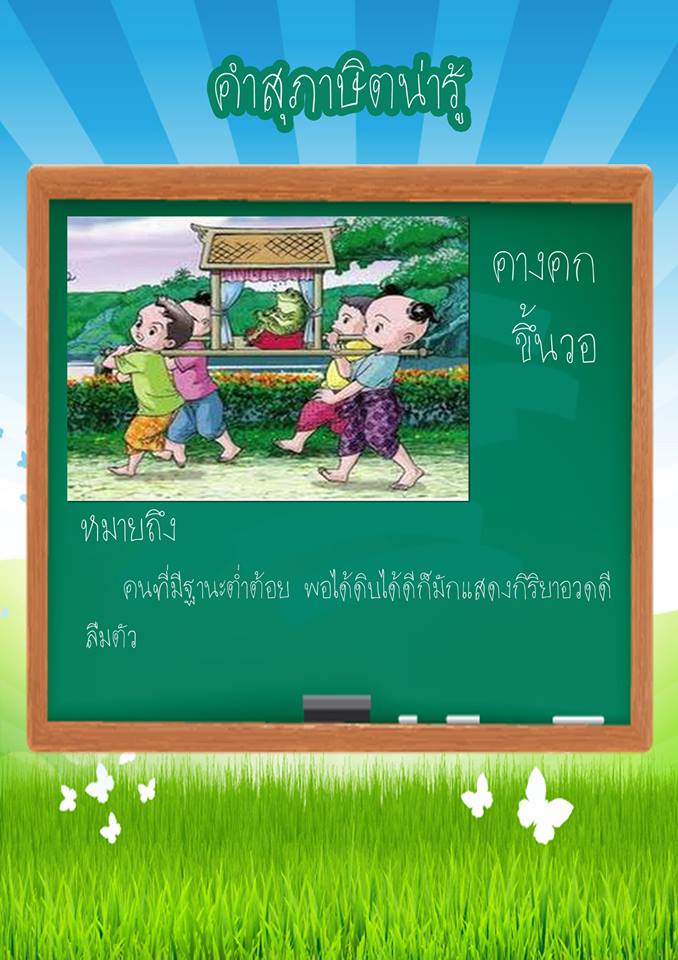 คำสุภาษิตน่ารู้
คางคก
ขึ้นวอ
หมายถึง
คนที่มีฐานะต่ำต้อย พอได้ดิบได้ดีก็มักแสดงกิริยาอวดดี
ลืมตัว